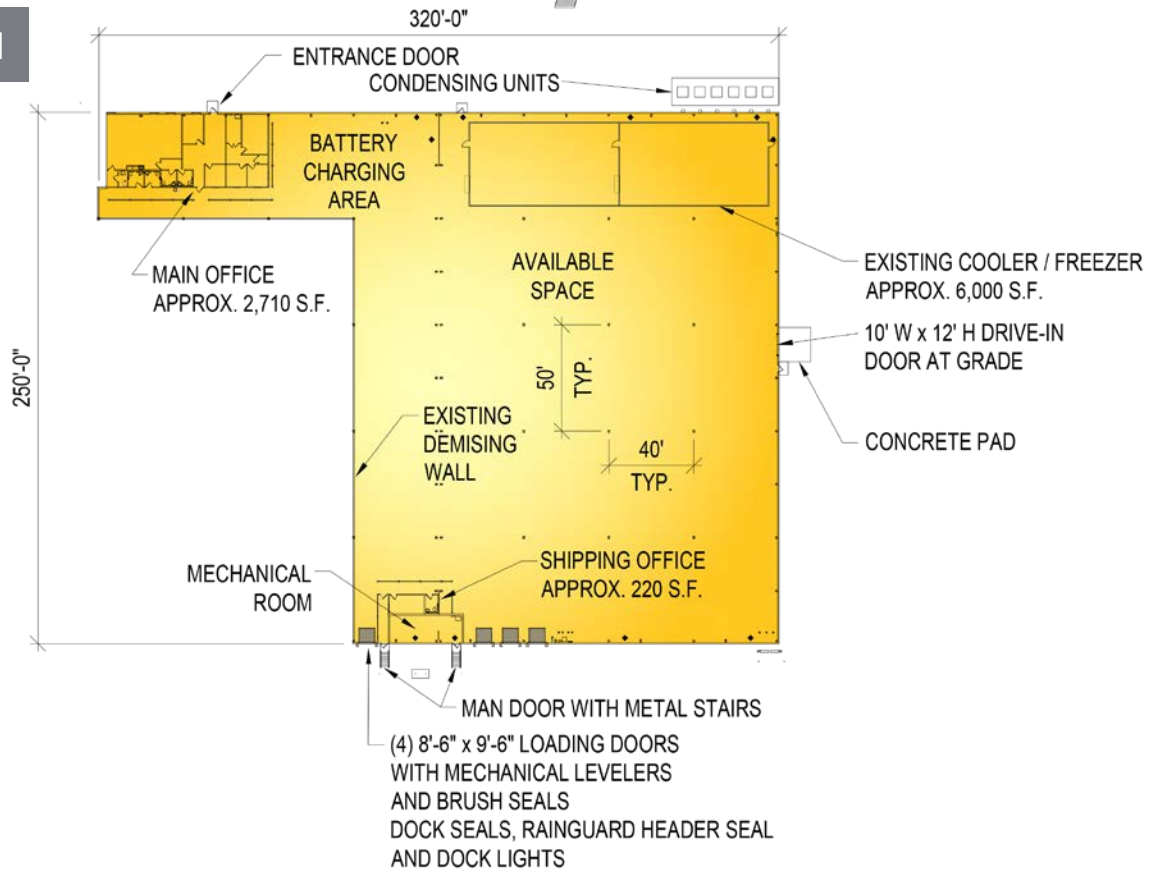 320'-0"
ENTRANCE DOOR
CONDENSING UNITS
BATTERY
CHARGING
AREA
MAIN OFFICE
APPROX. 2,710 S.F.
AVAILABLE
SPACE
EXISTING COOLER / FREEZER
APPROX. 6,000 S.F.
10' W x 12' H DRIVE-IN
DOOR AT GRADE
250'-0"
50'
TYP.
EXISTING
DEMISING
WALL
40'
TYP.
CONCRETE PAD
MECHANICAL
ROOM
SHIPPING OFFICE
APPROX. 220 S.F.
MAN DOOR WITH METAL STAIRS
(4) 8'-6" x 9'-6" LOADING DOORS
WITH MECHANICAL LEVELERS
AND BRUSH SEALS
DOCK SEALS, RAINGUARD HEADER SEAL
AND DOCK LIGHTS